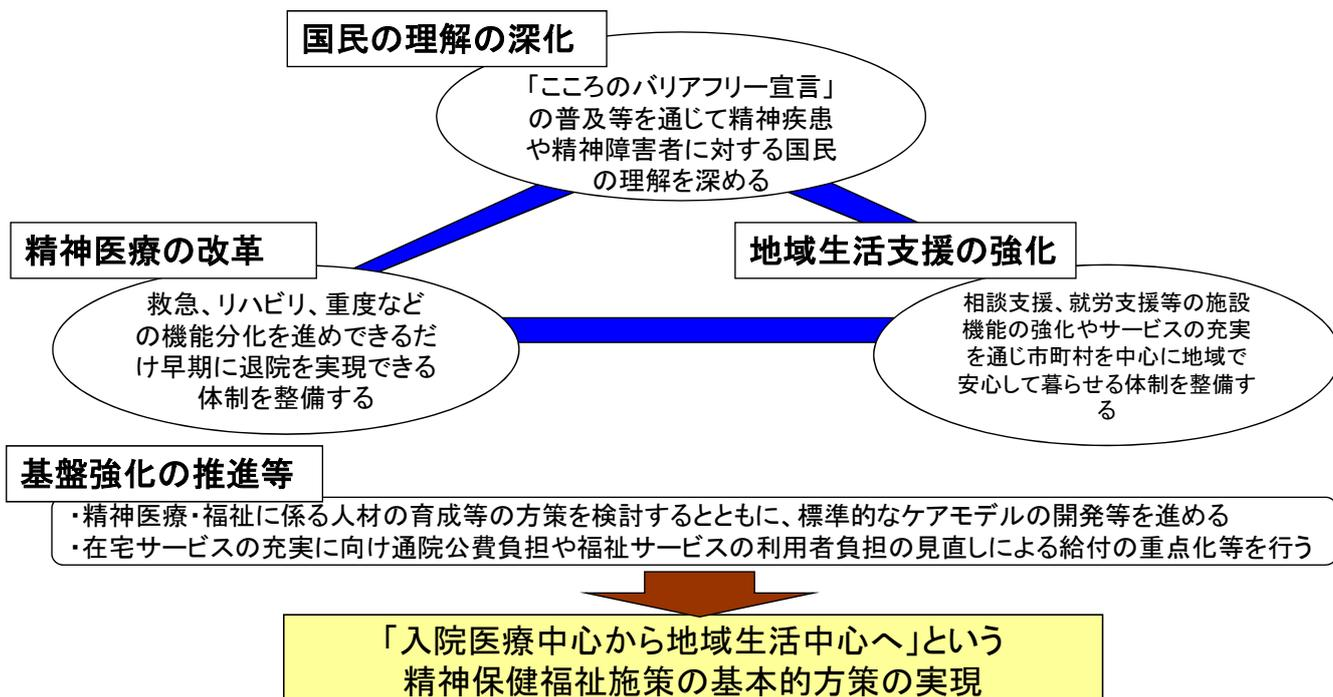 国民の理解の深化
「こころのバリアフリー宣言」
の普及等を通じて精神疾患
や精神障害者に対する国民
の理解を深める
精神医療の改革
救急、リハビリ、重度など
の機能分化を進めできるだ
け早期に退院を実現できる
体制を整備する
地域生活支援の強化
相談支援、就労支援等の施設
機能の強化やサービスの充実
を通じ市町村を中心に地域で
安心して暮らせる体制を整備す
る
基盤強化の推進等
・精神医療・福祉に係る人材の育成等の方策を検討するとともに、標準的なケアモデルの開発等を進める
・在宅サービスの充実に向け通院公費負担や福祉サービスの利用者負担の見直しによる給付の重点化等を行う
「入院医療中心から地域生活中心へ」という
精神保健福祉施策の基本的方策の実現